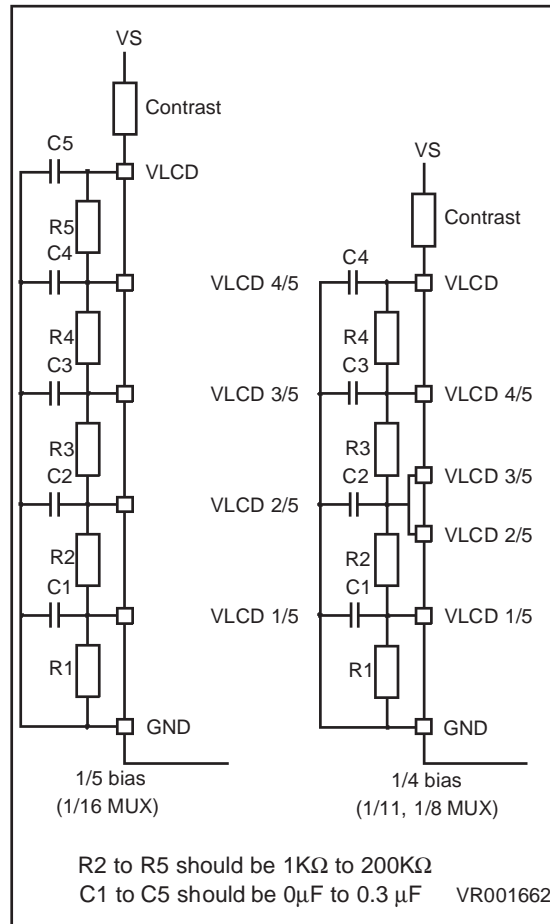 VS
Contrast
C5
VLCD
R5
C4
VLCD 4/5
R4
C3
VLCD 3/5
R3
C2
VLCD 2/5
R2
C1
VLCD 1/5
R1
GND
1/5 bias
(1/16 MUX)
VS
Contrast
C4
VLCD
R4
C3
VLCD 4/5
R3
VLCD 3/5
C2
VLCD 2/5
R2
C1
VLCD 1/5
R1
GND
1/4 bias
(1/11, 1/8 MUX)
R2 to R5 should be 1KΩ to 200KΩ
C1 to C5 should be 0µF to 0.3 µF VR001662